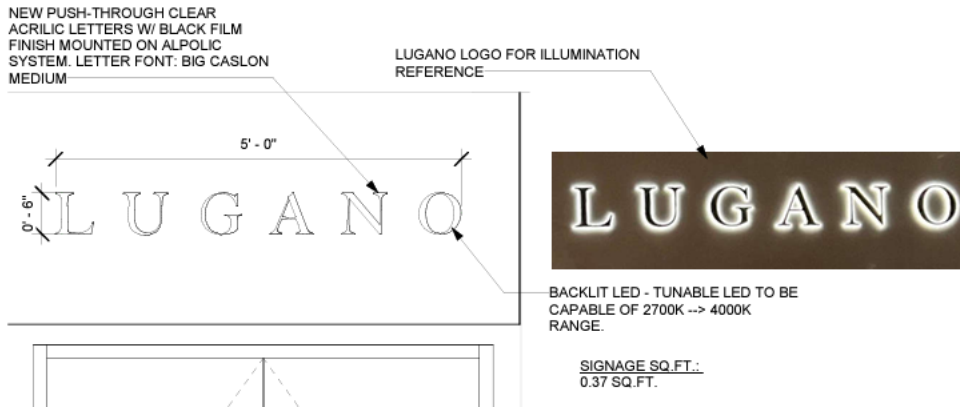 NEW PUSH-THROUGH CLEAR
ACRILIC LETTERS W/ BLACK FILM
FINISH MOUNTED ON ALPOLIC
SYSTEM. LETTER FONT: BIG CASLON
MEDIUM
LUGANO LOGO FOR ILLUMINATION
REFERENCE
5' - 0"
0' - 6"
LUGANO
LUGANO
BACKLIT LED - TUNABLE LED TO BE
CAPABLE OF 2700K --> 4000K
RANGE.
SIGNAGE SQ.FT.:
0.37 SQ.FT.